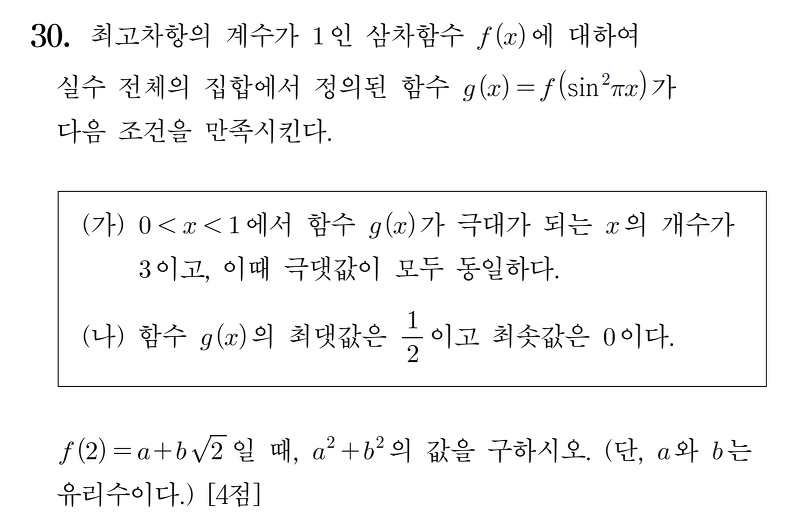 30. 최고차항의 계수가 1인 삼차함수 f(x)에 대하여
실수 전체의 집합에서 정의된 함수 g(x)=f(sin²πx)가
다음 조건을 만족시킨다.
(가) 0<x<1에서 함수 g(x)가 극대가 되는 x의 개수가
3이고, 이때 극댓값이 모두 동일하다.
(나) 함수 g(x)의 최댓값은 1/2이고 최솟값은 0이다.
f(2)=a+b√2일 때, a²+b²의 값을 구하시오. (단, a와 b는
유리수이다.) [4점]